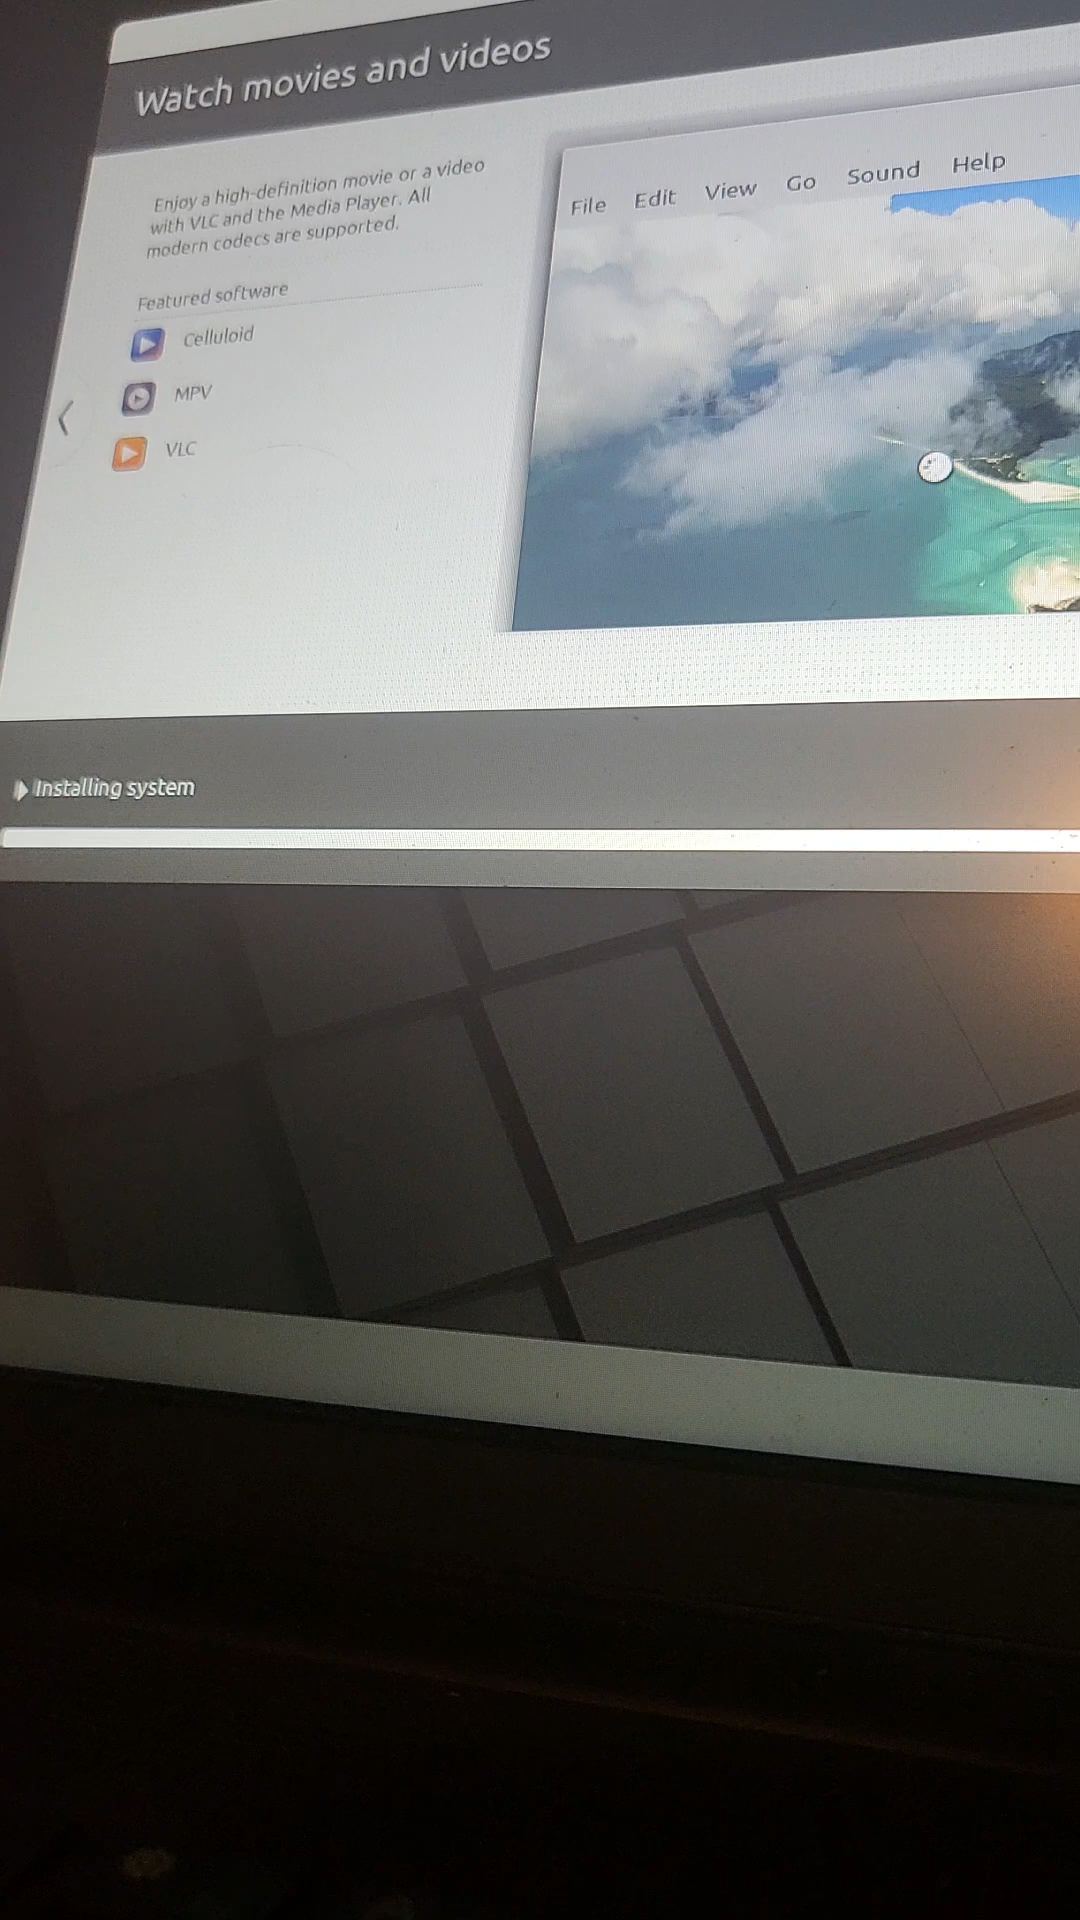 Watch movies and videos
Enjoy a high-definition movie or a video
with VLC and the Media Player. All
modern codecs are supported.
Featured software
Celluloid
MPV
VLC
File Edit View Go Sound Help
Installing system